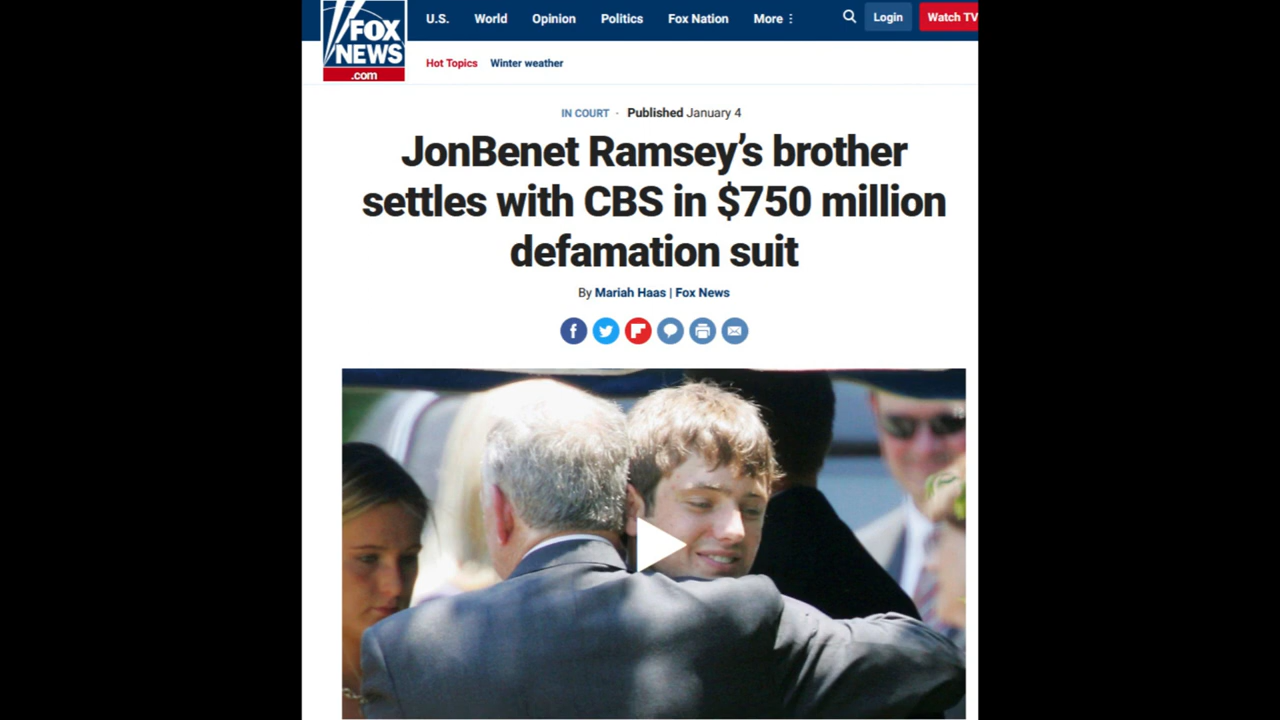 FOX
NEWS
.com
U.S. World Opinion Politics Fox Nation More ⋮ Login Watch TV
Hot Topics Winter weather
IN COURT · Published January 4
JonBenet Ramsey’s brother
settles with CBS in $750 million
defamation suit
By Mariah Haas | Fox News